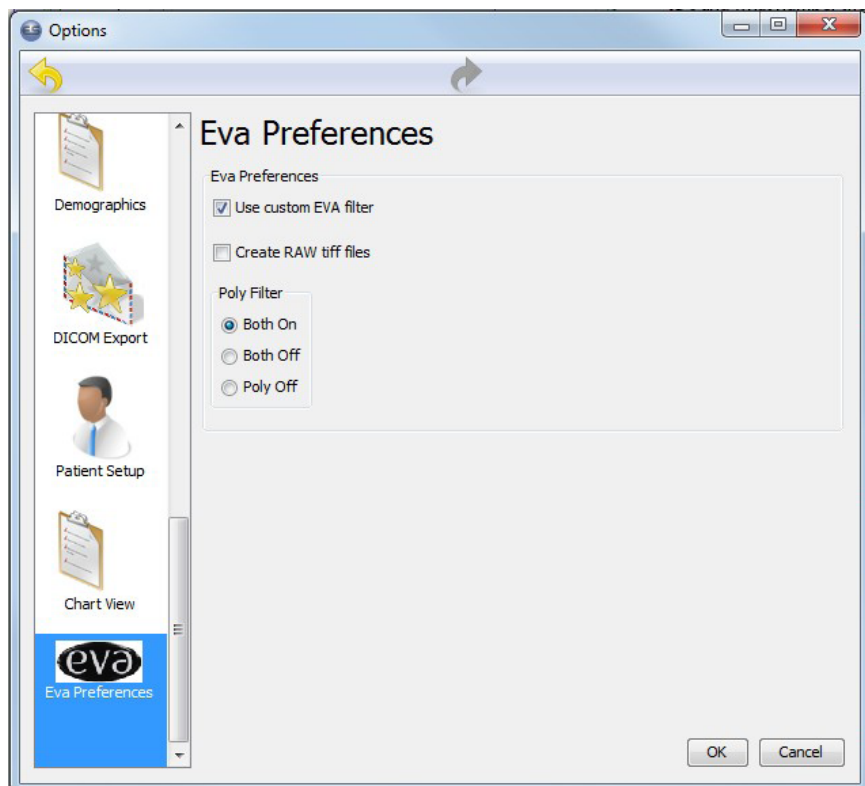 Options
Eva Preferences
Eva Preferences
Use custom EVA filter
Create RAW tiff files
Poly Filter
Both On
Both Off
Poly Off
Demographics
DICOM Export
Patient Setup
Chart View
eva
Eva Preferences
OK
Cancel